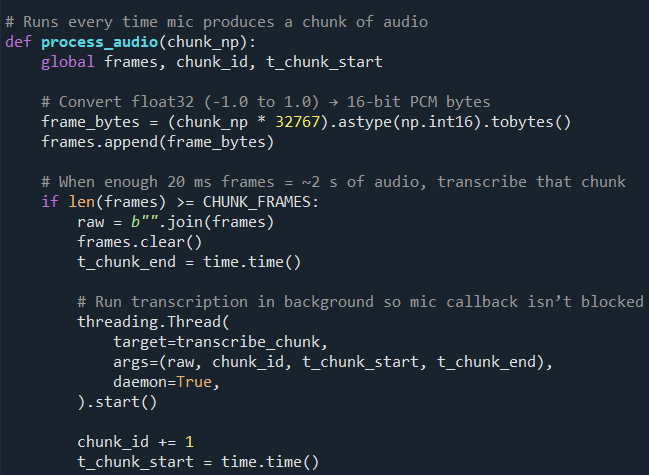 # Runs every time mic produces a chunk of audio
def process_audio(chunk_np):
    global frames, chunk_id, t_chunk_start

    # Convert float32 (-1.0 to 1.0) → 16-bit PCM bytes
    frame_bytes = (chunk_np * 32767).astype(np.int16).tobytes()
    frames.append(frame_bytes)

    # When enough 20 ms frames = ~2 s of audio, transcribe that chunk
    if len(frames) >= CHUNK_FRAMES:
        raw = b"".join(frames)
        frames.clear()
        t_chunk_end = time.time()

        # Run transcription in background so mic callback isn’t blocked
        threading.Thread(
            target=transcribe_chunk,
            args=(raw, chunk_id, t_chunk_start, t_chunk_end),
            daemon=True,
        ).start()

        chunk_id += 1
        t_chunk_start = time.time()